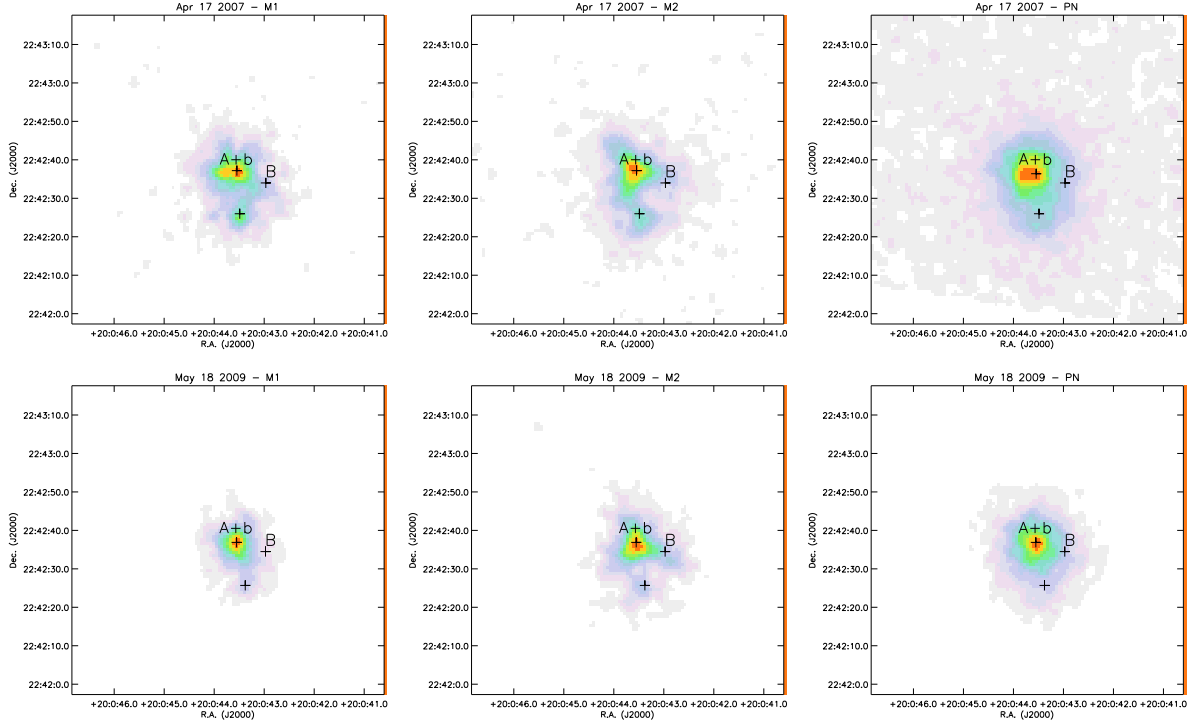 Apr 17 2007 – M1
Apr 17 2007 – M2
Apr 17 2007 – PN
Dec. (J2000)
22:43:10.0
22:43:0.0
22:42:50.0
22:42:40.0
22:42:30.0
22:42:20.0
22:42:10.0
22:42:0.0
A b
B
+20:0:46.0 +20:0:45.0 +20:0:44.0 +20:0:43.0 +20:0:42.0 +20:0:41.0
R.A. (J2000)
Dec. (J2000)
22:43:10.0
22:43:0.0
22:42:50.0
22:42:40.0
22:42:30.0
22:42:20.0
22:42:10.0
22:42:0.0
A b
B
+20:0:46.0 +20:0:45.0 +20:0:44.0 +20:0:43.0 +20:0:42.0 +20:0:41.0
R.A. (J2000)
Dec. (J2000)
22:43:10.0
22:43:0.0
22:42:50.0
22:42:40.0
22:42:30.0
22:42:20.0
22:42:10.0
22:42:0.0
A b
B
+20:0:46.0 +20:0:45.0 +20:0:44.0 +20:0:43.0 +20:0:42.0 +20:0:41.0
R.A. (J2000)
May 18 2009 – M1
May 18 2009 – M2
May 18 2009 – PN
Dec. (J2000)
22:43:10.0
22:43:0.0
22:42:50.0
22:42:40.0
22:42:30.0
22:42:20.0
22:42:10.0
22:42:0.0
A b
B
+20:0:46.0 +20:0:45.0 +20:0:44.0 +20:0:43.0 +20:0:42.0 +20:0:41.0
R.A. (J2000)
Dec. (J2000)
22:43:10.0
22:43:0.0
22:42:50.0
22:42:40.0
22:42:30.0
22:42:20.0
22:42:10.0
22:42:0.0
A b
B
+20:0:46.0 +20:0:45.0 +20:0:44.0 +20:0:43.0 +20:0:42.0 +20:0:41.0
R.A. (J2000)
Dec. (J2000)
22:43:10.0
22:43:0.0
22:42:50.0
22:42:40.0
22:42:30.0
22:42:20.0
22:42:10.0
22:42:0.0
A b
B
+20:0:46.0 +20:0:45.0 +20:0:44.0 +20:0:43.0 +20:0:42.0 +20:0:41.0
R.A. (J2000)